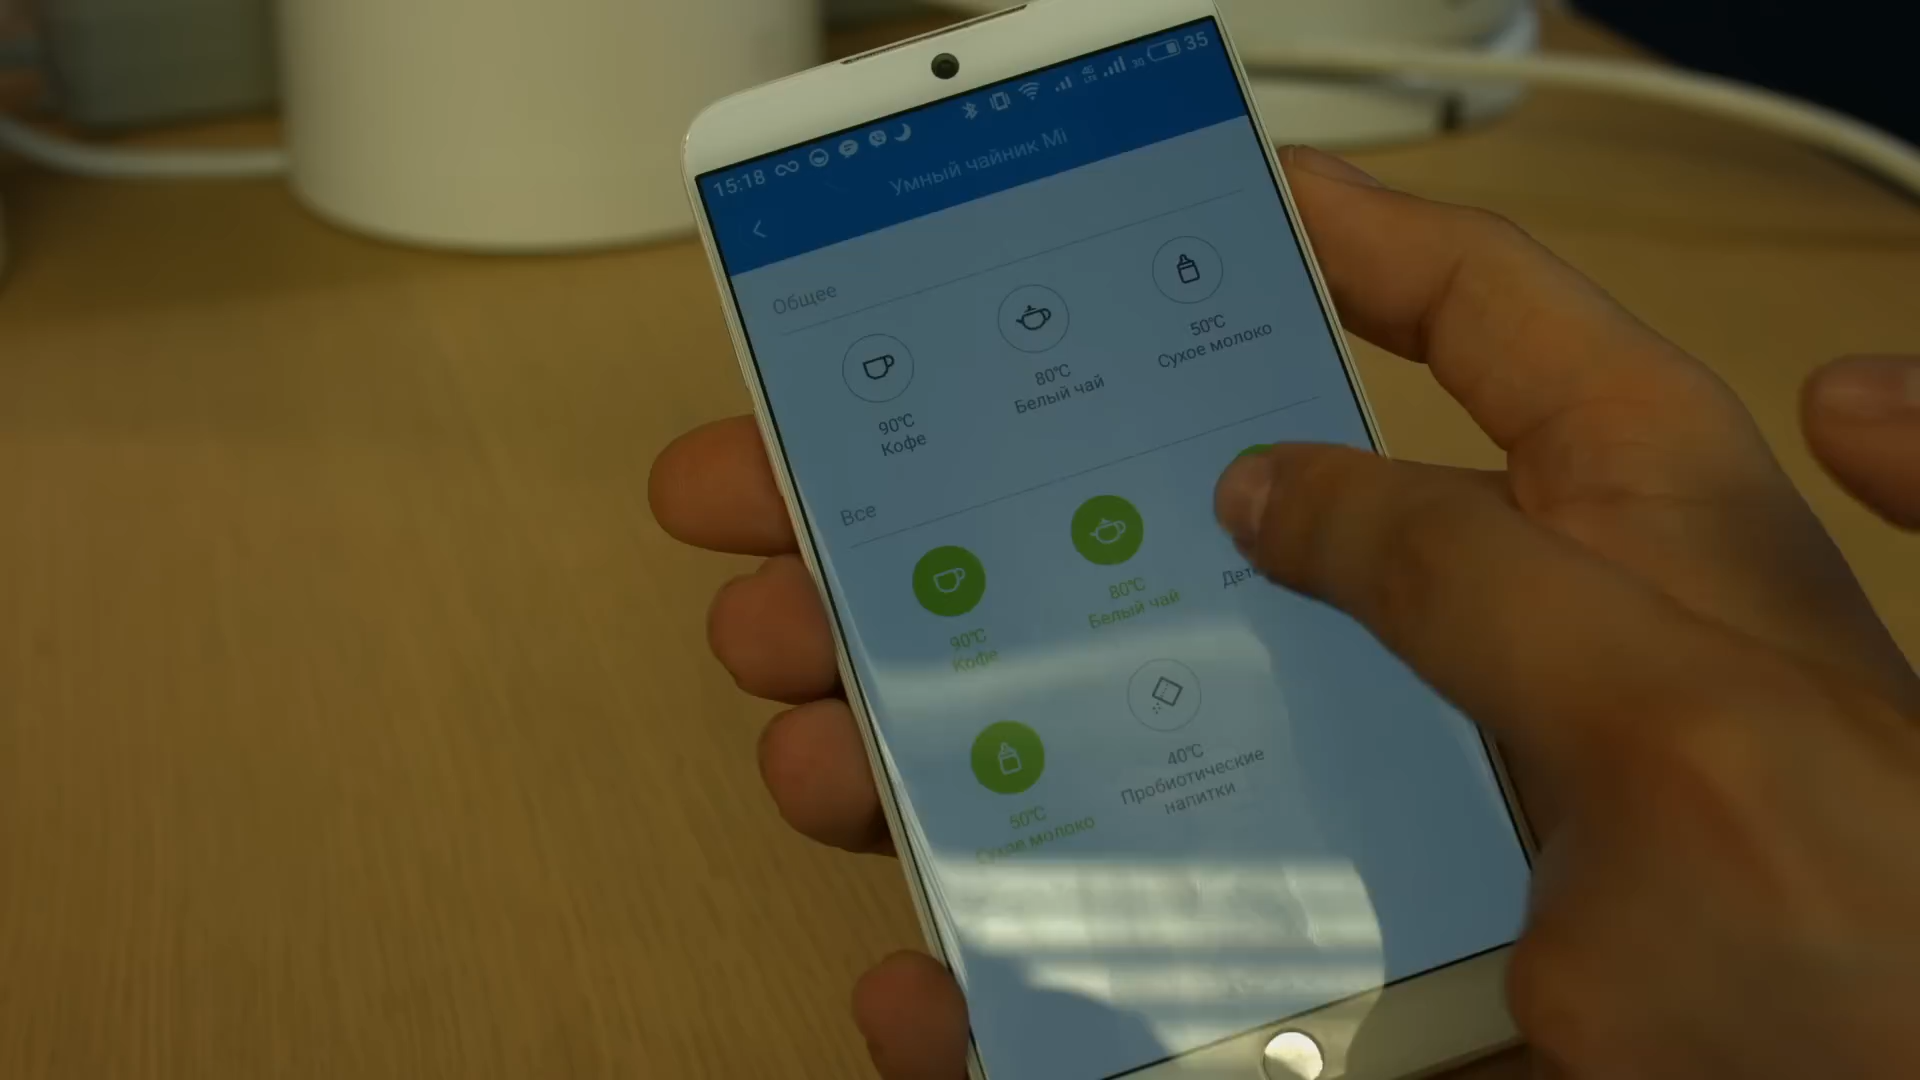 15:18
30
35
Умный чайник Mi
Общее
90°C
Кофе
80°C
Белый чай
50°C
Сухое молоко
Все
90°C
Кофе
80°C
Белый чай
50°C
Сухое молоко
40°C
Пробиотические
напитки